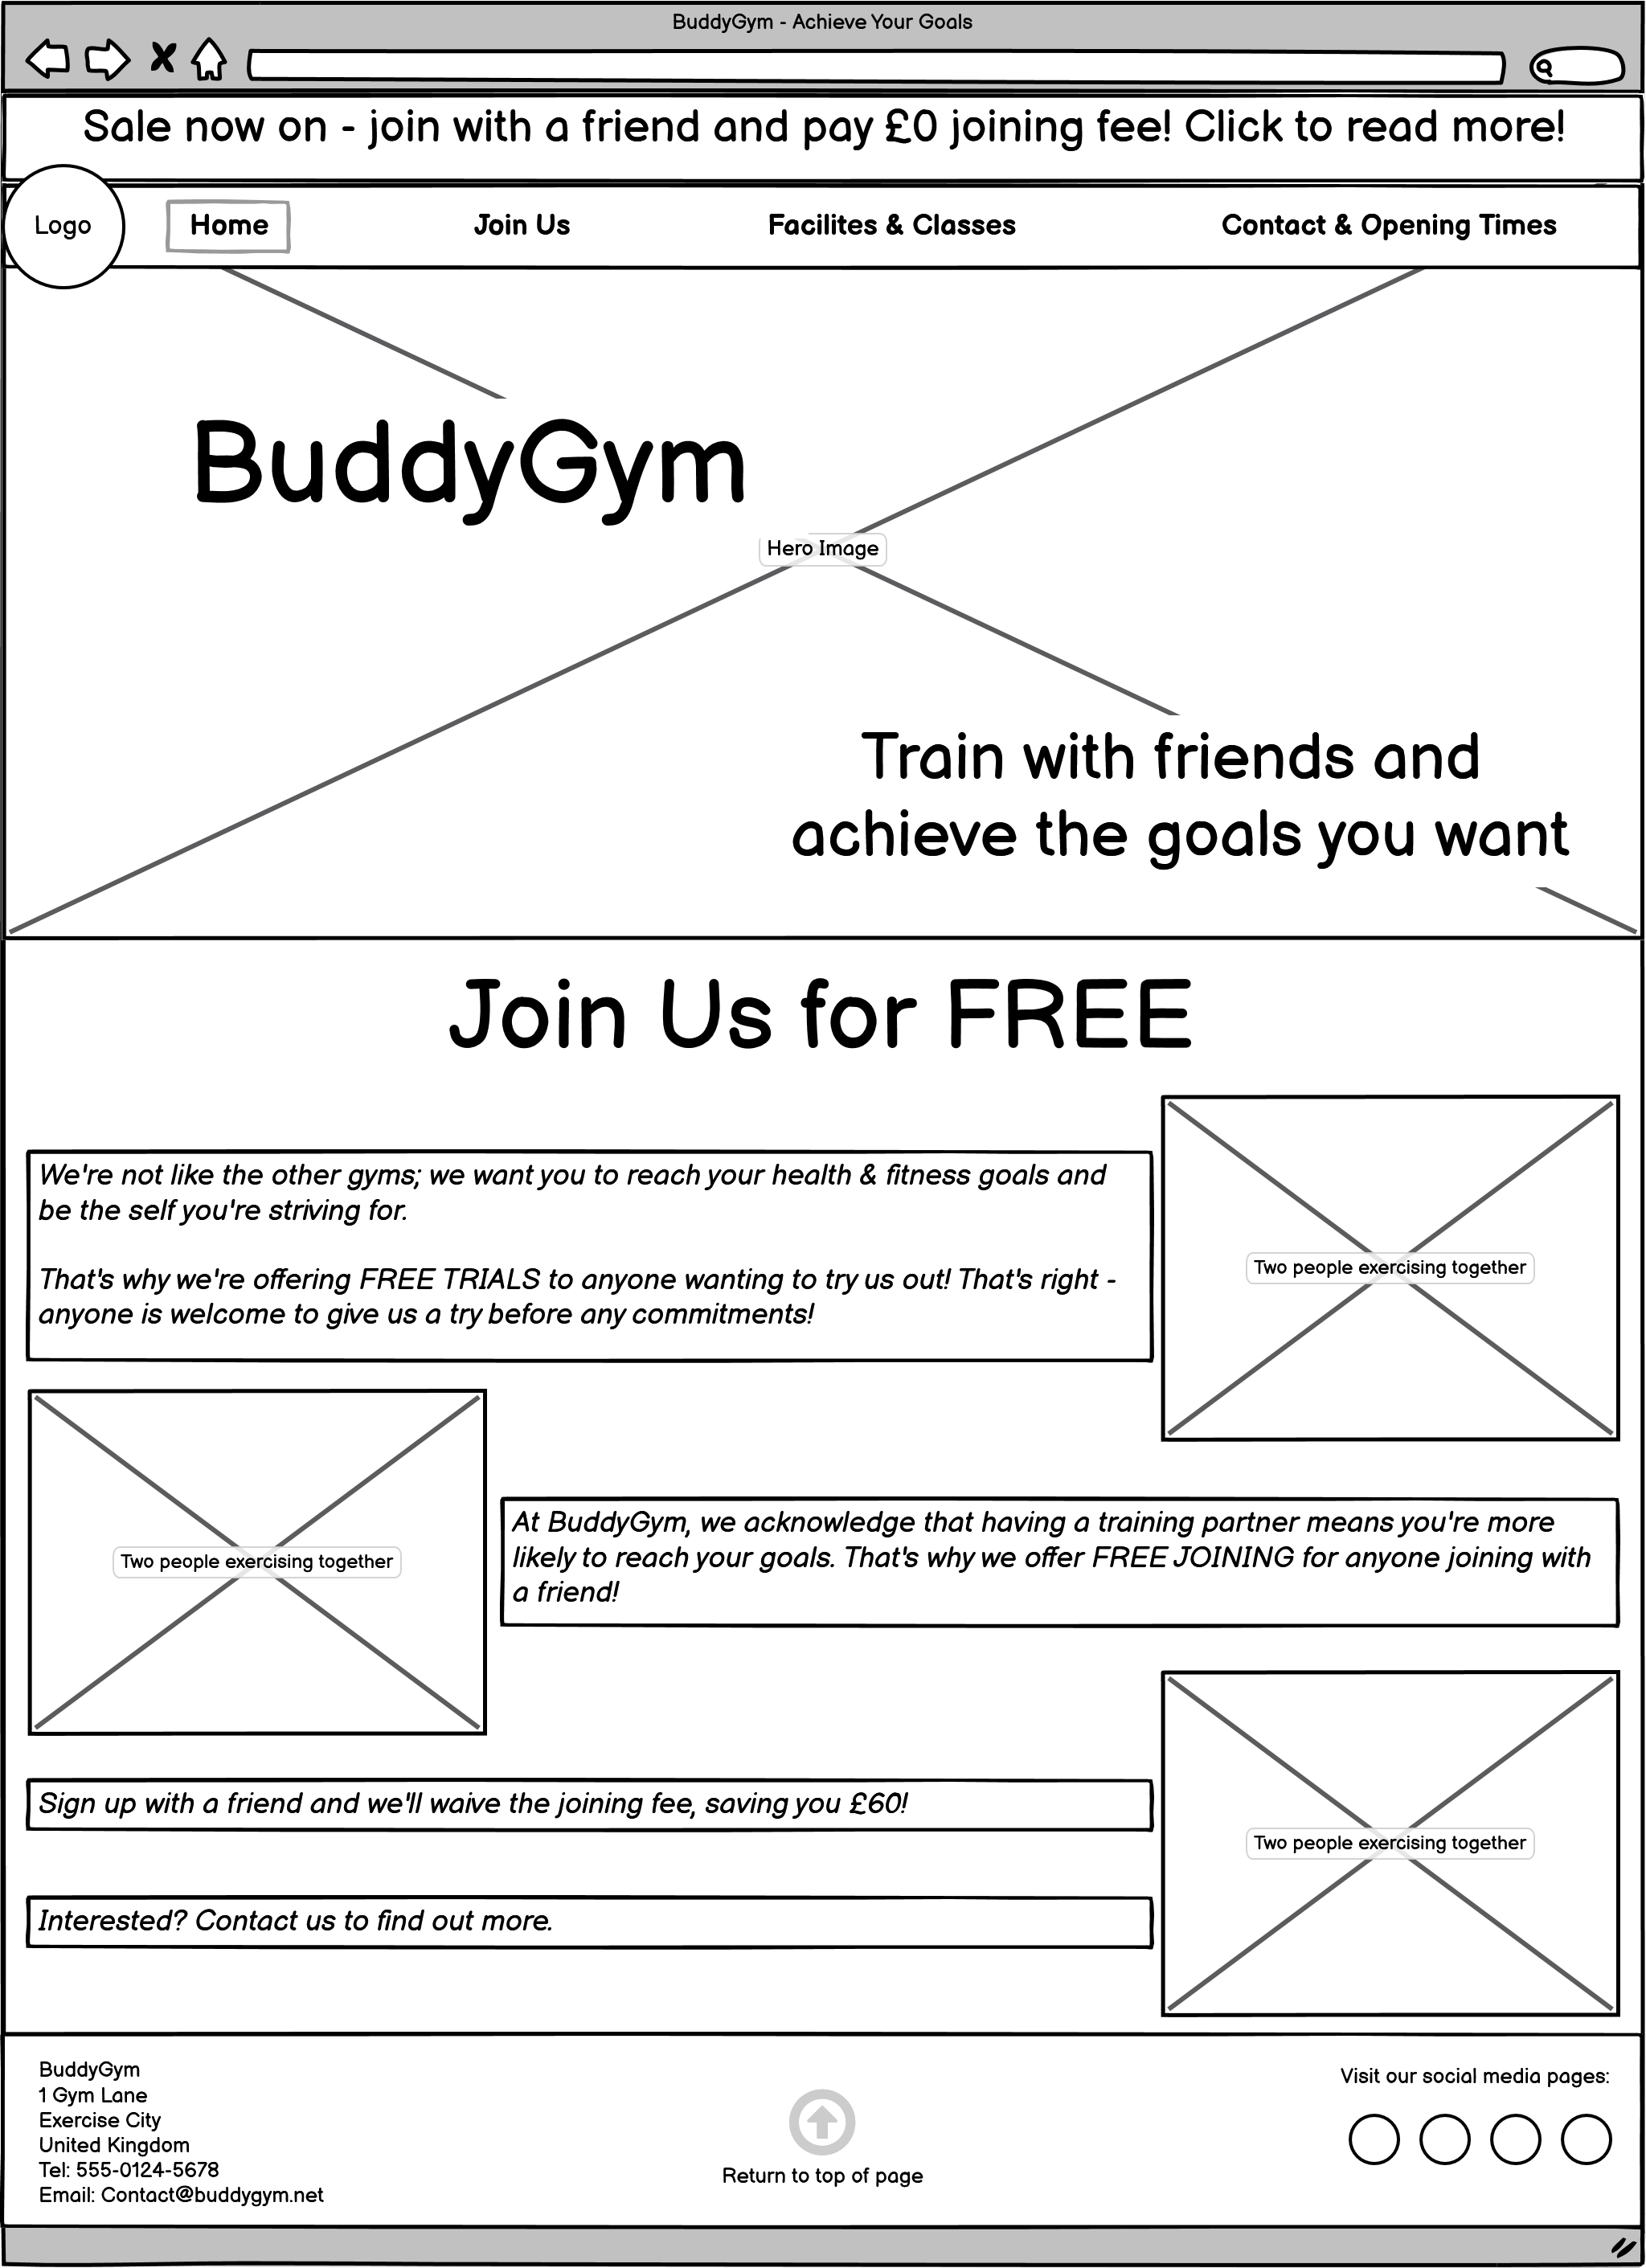 BuddyGym - Achieve Your Goals
Sale now on - join with a friend and pay £0 joining fee! Click to read more!
Logo
Home
Join Us
Facilites & Classes
Contact & Opening Times
BuddyGym
Hero Image
Train with friends and
achieve the goals you want
Join Us for FREE
We're not like the other gyms; we want you to reach your health & fitness goals and
be the self you're striving for.
That's why we're offering FREE TRIALS to anyone wanting to try us out! That's right -
anyone is welcome to give us a try before any commitments!
Two people exercising together
Two people exercising together
At BuddyGym, we acknowledge that having a training partner means you're more
likely to reach your goals. That's why we offer FREE JOINING for anyone joining with
a friend!
Sign up with a friend and we'll waive the joining fee, saving you £60!
Two people exercising together
Interested? Contact us to find out more.
BuddyGym
1 Gym Lane
Exercise City
United Kingdom
Tel: 555-0124-5678
Email: Contact@buddygym.net
Return to top of page
Visit our social media pages: